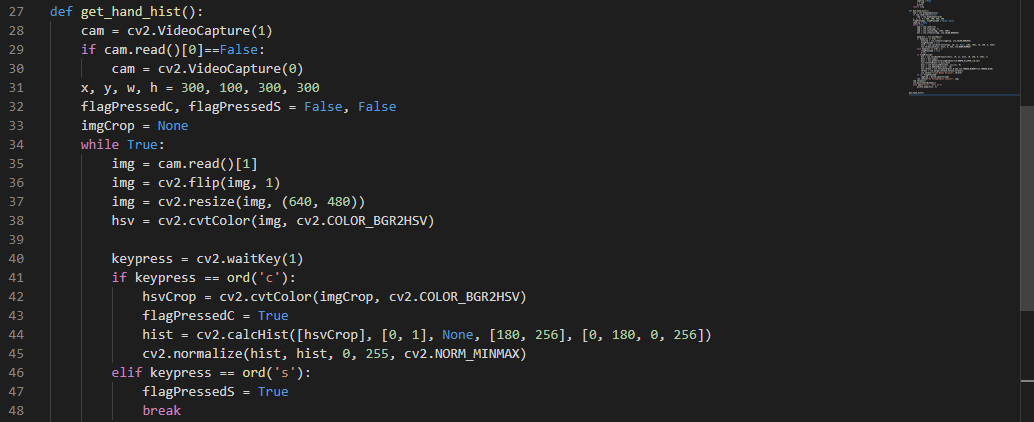 27 def get_hand_hist():
28     cam = cv2.VideoCapture(1)
29     if cam.read()[0]==False:
30         cam = cv2.VideoCapture(0)
31     x, y, w, h = 300, 100, 300, 300
32     flagPressedC, flagPressedS = False, False
33     imgCrop = None
34     while True:
35         img = cam.read()[1]
36         img = cv2.flip(img, 1)
37         img = cv2.resize(img, (640, 480))
38         hsv = cv2.cvtColor(img, cv2.COLOR_BGR2HSV)
39
40         keypress = cv2.waitKey(1)
41         if keypress == ord('c'):
42             hsvCrop = cv2.cvtColor(imgCrop, cv2.COLOR_BGR2HSV)
43             flagPressedC = True
44             hist = cv2.calcHist([hsvCrop], [0, 1], None, [180, 256], [0, 180, 0, 256])
45             cv2.normalize(hist, hist, 0, 255, cv2.NORM_MINMAX)
46         elif keypress == ord('s'):
47             flagPressedS = True
48             break